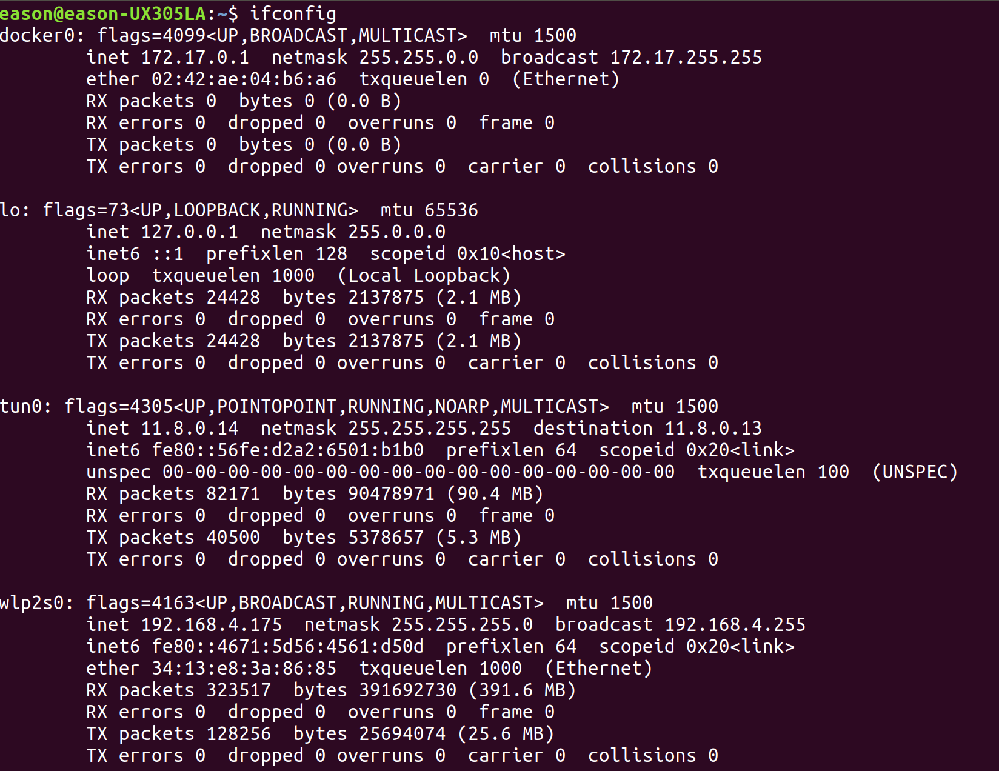 eason@eason-UX305LA:~$ ifconfig
docker0: flags=4099<UP,BROADCAST,MULTICAST>  mtu 1500
        inet 172.17.0.1  netmask 255.255.0.0  broadcast 172.17.255.255
        ether 02:42:ae:04:b6:a6  txqueuelen 0  (Ethernet)
        RX packets 0  bytes 0 (0.0 B)
        RX errors 0  dropped 0  overruns 0  frame 0
        TX packets 0  bytes 0 (0.0 B)
        TX errors 0  dropped 0 overruns 0  carrier 0  collisions 0

lo: flags=73<UP,LOOPBACK,RUNNING>  mtu 65536
        inet 127.0.0.1  netmask 255.0.0.0
        inet6 ::1  prefixlen 128  scopeid 0x10<host>
        loop  txqueuelen 1000  (Local Loopback)
        RX packets 24428  bytes 2137875 (2.1 MB)
        RX errors 0  dropped 0  overruns 0  frame 0
        TX packets 24428  bytes 2137875 (2.1 MB)
        TX errors 0  dropped 0 overruns 0  carrier 0  collisions 0

tun0: flags=4305<UP,POINTOPOINT,RUNNING,NOARP,MULTICAST>  mtu 1500
        inet 11.8.0.14  netmask 255.255.255.255  destination 11.8.0.13
        inet6 fe80::56fe:d2a2:6501:b1b0  prefixlen 64  scopeid 0x20<link>
        unspec 00-00-00-00-00-00-00-00-00-00-00-00-00-00-00-00  txqueuelen 100  (UNSPEC)
        RX packets 82171  bytes 90478971 (90.4 MB)
        RX errors 0  dropped 0  overruns 0  frame 0
        TX packets 40500  bytes 5378657 (5.3 MB)
        TX errors 0  dropped 0 overruns 0  carrier 0  collisions 0

wlp2s0: flags=4163<UP,BROADCAST,RUNNING,MULTICAST>  mtu 1500
        inet 192.168.4.175  netmask 255.255.255.0  broadcast 192.168.4.255
        inet6 fe80::4671:5d56:4561:d50d  prefixlen 64  scopeid 0x20<link>
        ether 34:13:e8:3a:86:85  txqueuelen 1000  (Ethernet)
        RX packets 323517  bytes 391692730 (391.6 MB)
        RX errors 0  dropped 0  overruns 0  frame 0
        TX packets 128256  bytes 25694074 (25.6 MB)
        TX errors 0  dropped 0 overruns 0  carrier 0  collisions 0